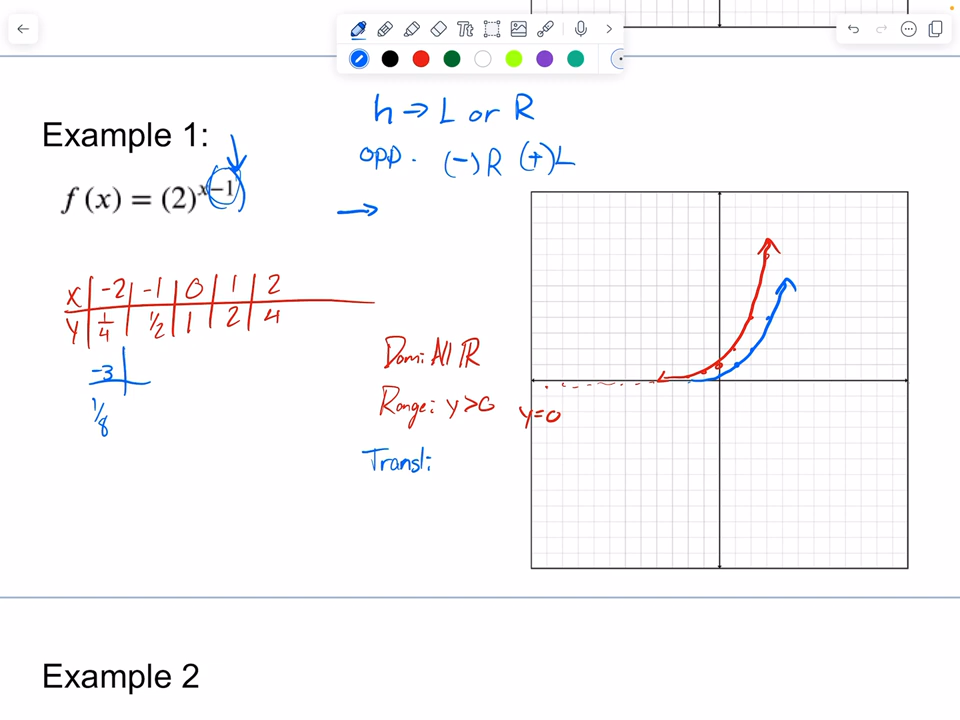 Tt
h → L or R
Example 1:
opp. (-) R (+) L
f (x) = (2)^{x-1}
→
x | -2 | -1 | 0 | 1 | 2
y | 1/4 | 1/2 | 1 | 2 | 4
-3
1/8
Dom: All ℝ
Range: y > 0
y = 0
Transl:
Example 2